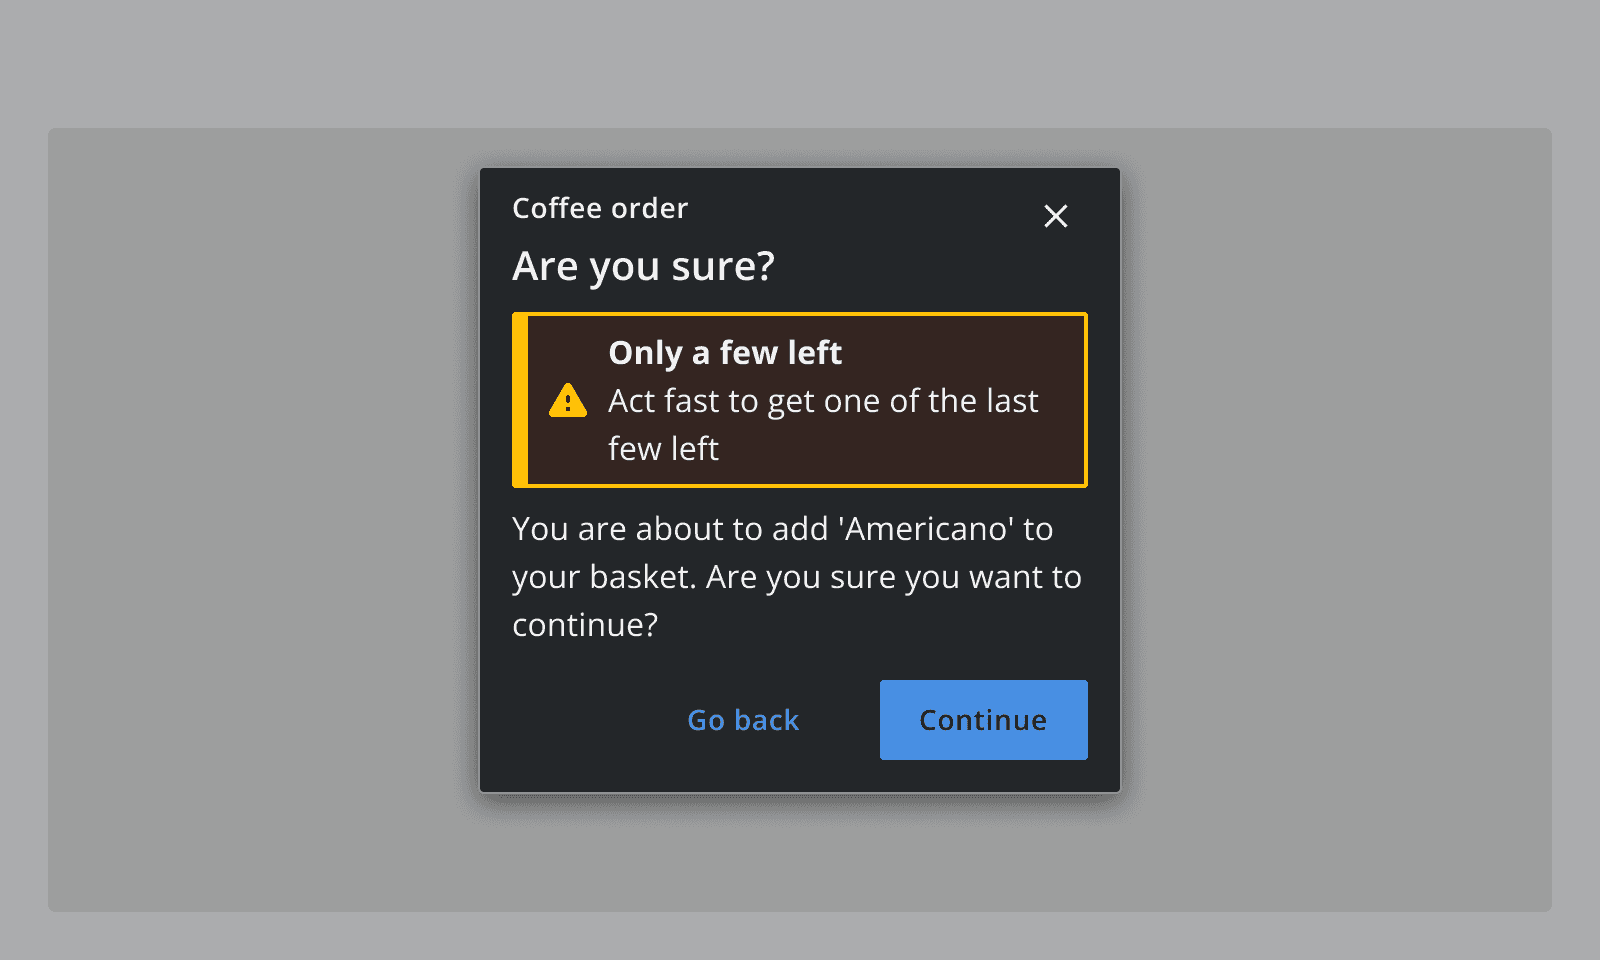 Coffee order
Are you sure?
Only a few left
Act fast to get one of the last
few left
You are about to add 'Americano' to
your basket. Are you sure you want to
continue?
Go back
Continue